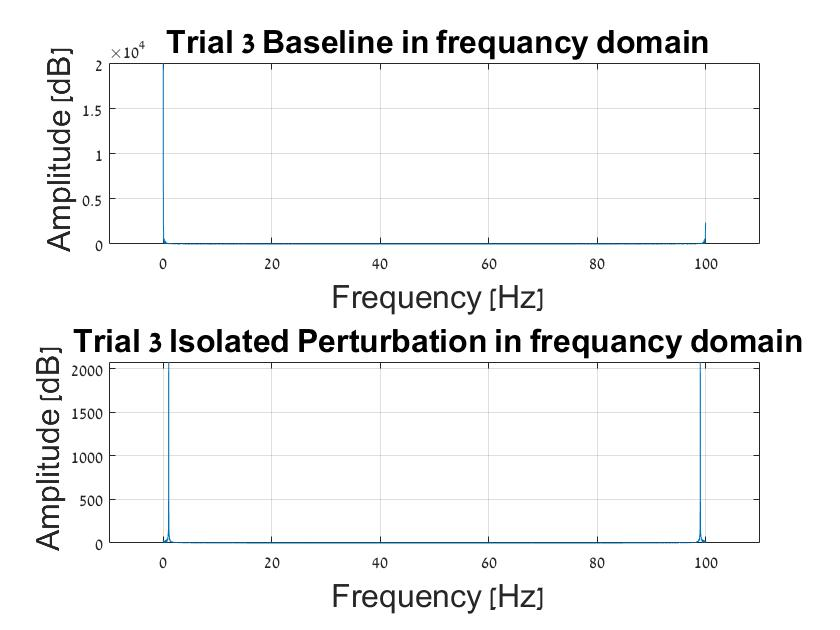 Trial 3 Baseline in frequancy domain
×10⁴
Amplitude [dB]
2
1.5
1
0.5
0
0 20 40 60 80 100
Frequency [Hz]
Trial 3 Isolated Perturbation in frequancy domain
Amplitude [dB]
2000
1500
1000
500
0
0 20 40 60 80 100
Frequency [Hz]